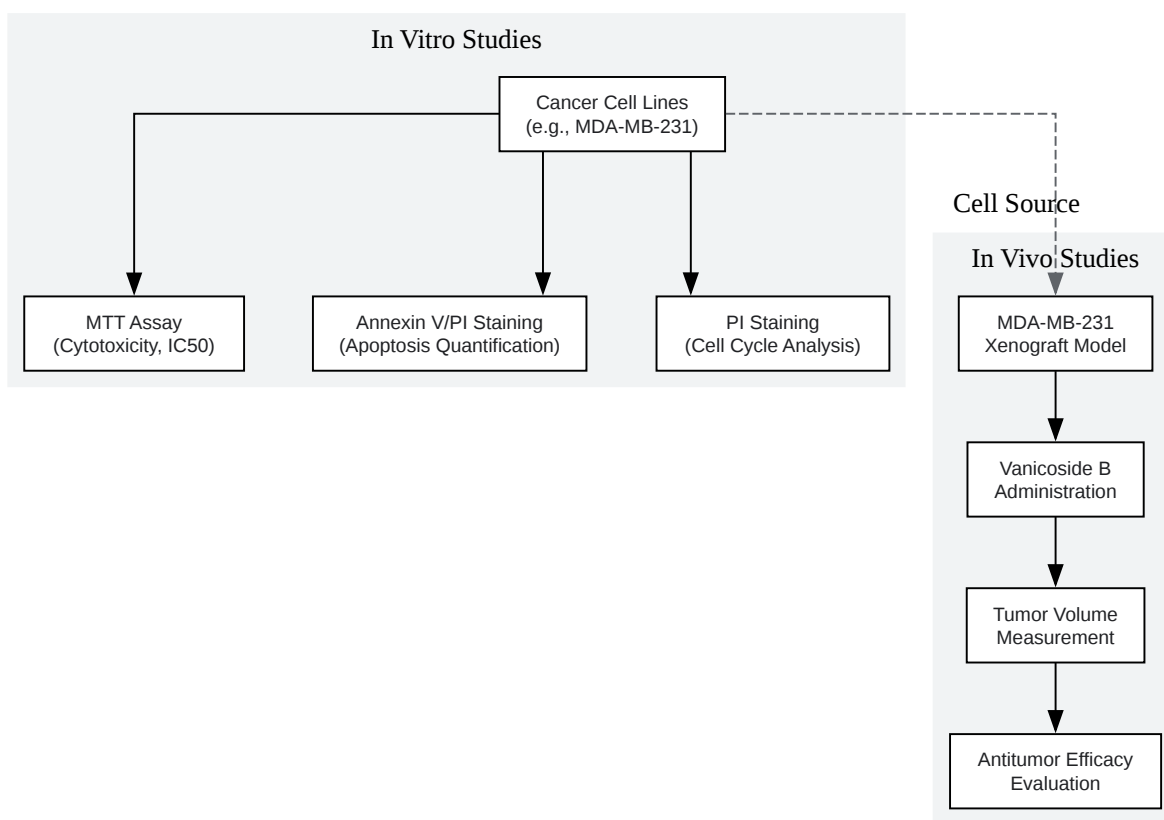 In Vitro Studies
Cancer Cell Lines
(e.g., MDA-MB-231)
Cell Source
In Vivo Studies
MTT Assay
(Cytotoxicity, IC50)
Annexin V/PI Staining
(Apoptosis Quantification)
PI Staining
(Cell Cycle Analysis)
MDA-MB-231
Xenograft Model
Vanicoside B
Administration
Tumor Volume
Measurement
Antitumor Efficacy
Evaluation